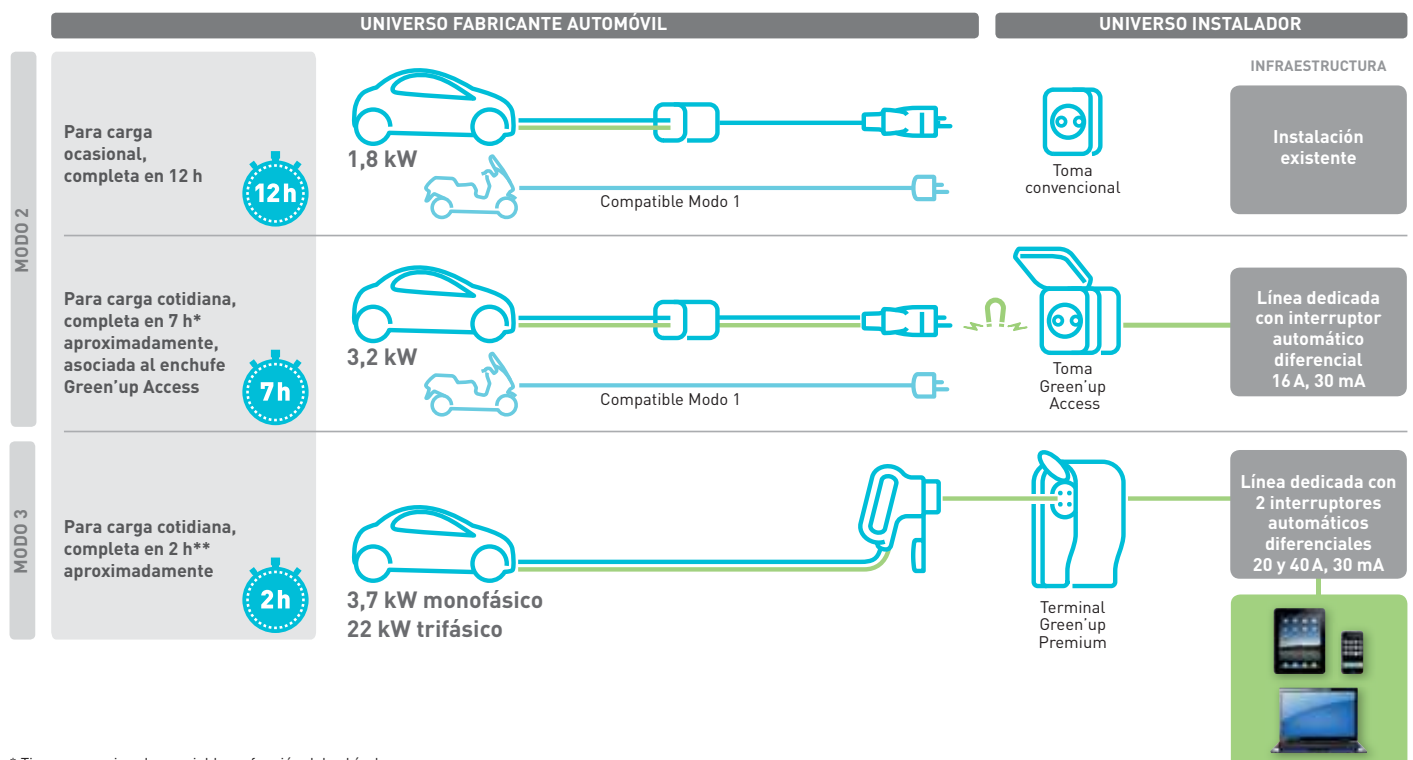 UNIVERSO FABRICANTE AUTOMÓVIL
UNIVERSO INSTALADOR
INFRAESTRUCTURA
MODO 2
Para carga
ocasional,
completa en 12 h
12h
1,8 kW
Compatible Modo 1
Toma
convencional
Instalación
existente
Para carga cotidiana,
completa en 7 h*
aproximadamente,
asociada al enchufe
Green'up Access
7h
3,2 kW
Compatible Modo 1
Toma
Green'up
Access
Línea dedicada
con interruptor
automático
diferencial
16 A, 30 mA
MODO 3
Para carga cotidiana,
completa en 2 h**
aproximadamente
2h
3,7 kW monofásico
22 kW trifásico
Terminal
Green'up
Premium
Línea dedicada con
2 interruptores
automáticos
diferenciales
20 y 40 A, 30 mA